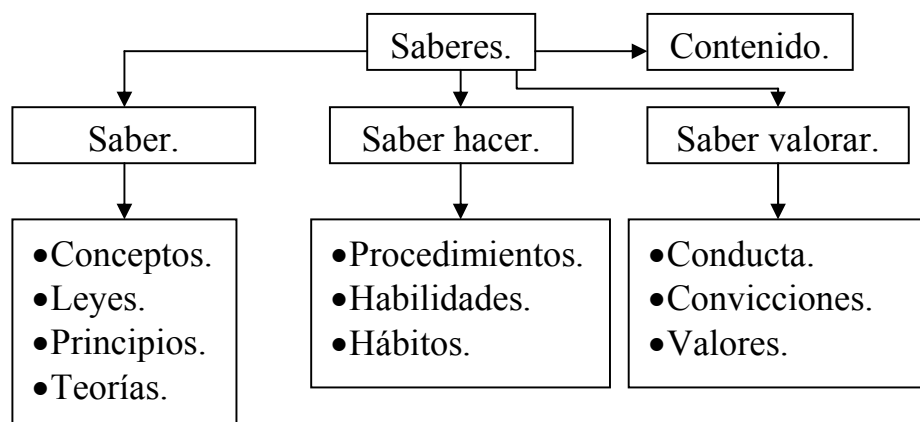 Saberes.
Contenido.
Saber.
Saber hacer.
Saber valorar.
•Conceptos.
•Leyes.
•Principios.
•Teorías.
•Procedimientos.
•Habilidades.
•Hábitos.
•Conducta.
•Convicciones.
•Valores.